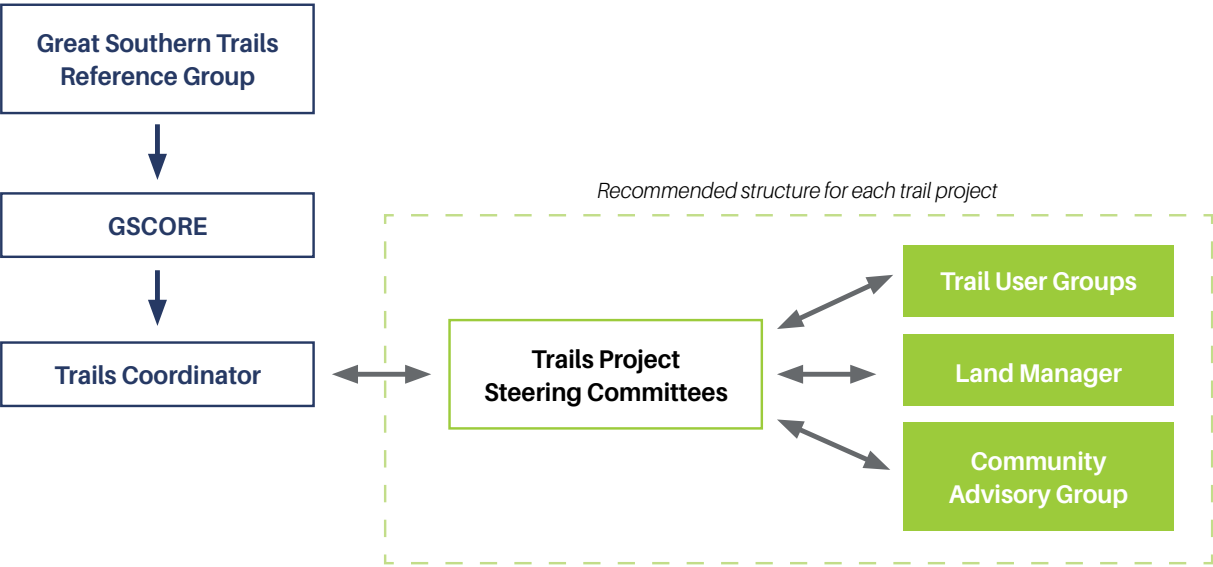 Great Southern Trails
Reference Group
GSCORE
Trails Coordinator
Recommended structure for each trail project
Trails Project
Steering Committees
Trail User Groups
Land Manager
Community
Advisory Group